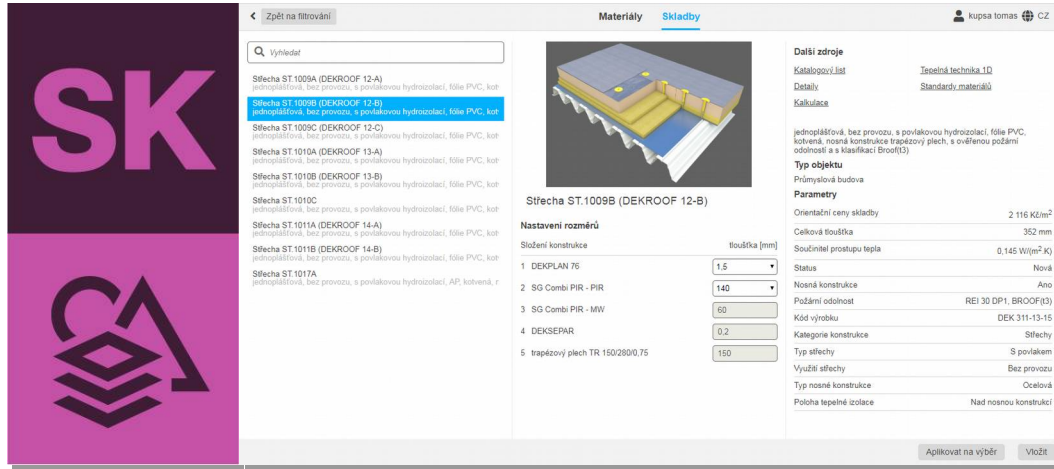 SK
Zpět na filtrování
Materiály Skladby
kupsa tomas CZ
Vyhledat
Střecha ST.1009A (DEKROOF 12-A)
jednoplášťová, bez provozu, s povlakovou hydroizolací, fólie PVC, kot
Střecha ST.1009B (DEKROOF 12-B)
jednoplášťová, bez provozu, s povlakovou hydroizolací, fólie PVC, kot
Střecha ST.1009C (DEKROOF 12-C)
jednoplášťová, bez provozu, s povlakovou hydroizolací, fólie PVC, kot
Střecha ST.1010A (DEKROOF 13-A)
jednoplášťová, bez provozu, s povlakovou hydroizolací, fólie PVC, kot
Střecha ST.1010B (DEKROOF 13-B)
jednoplášťová, bez provozu, s povlakovou hydroizolací, fólie PVC, kot
Střecha ST.1010C
jednoplášťová, bez provozu, s povlakovou hydroizolací, fólie PVC, kot
Střecha ST.1011A (DEKROOF 14-A)
jednoplášťová, bez provozu, s povlakovou hydroizolací, fólie PVC, kot
Střecha ST.1011B (DEKROOF 14-B)
jednoplášťová, bez provozu, s povlakovou hydroizolací, fólie PVC, kot
Střecha ST.1017A
jednoplášťová, bez provozu, s povlakovou hydroizolací, AP, kotvená, r
Střecha ST.1009B (DEKROOF 12-B)
Nastavení rozměrů
Složení konstrukce tloušťka [mm]
1 DEKPLAN 76 1,5
2 SG Combi PIR - PIR 140
3 SG Combi PIR - MW 60
4 DEKSEPAR 0,2
5 trapézový plech TR 150/280/0,75 150
Další zdroje
Katalogový list Tepelná technika 1D
Detaily Standardy materiálů
Kalkulace
jednoplášťová, bez provozu, s povlakovou hydroizolací, fólie PVC,
kotvená, nosná konstrukce trapézový plech, s ověřenou požární
odolností a s klasifikací Broof(t3)
Typ objektu
Průmyslová budova
Parametry
Orientační ceny skladby 2 116 Kč/m2
Celková tloušťka 352 mm
Součinitel prostupu tepla 0,145 W/(m2.K)
Status Nová
Nosná konstrukce Ano
Požární odolnost REI 30 DP1, BROOF(t3)
Kód výrobku DEK 311-13-15
Kategorie konstrukce Střechy
Typ střechy S povlakem
Využití střechy Bez provozu
Typ nosné konstrukce Ocelová
Poloha tepelné izolace Nad nosnou konstrukcí
Aplikovat na výběr Vložit